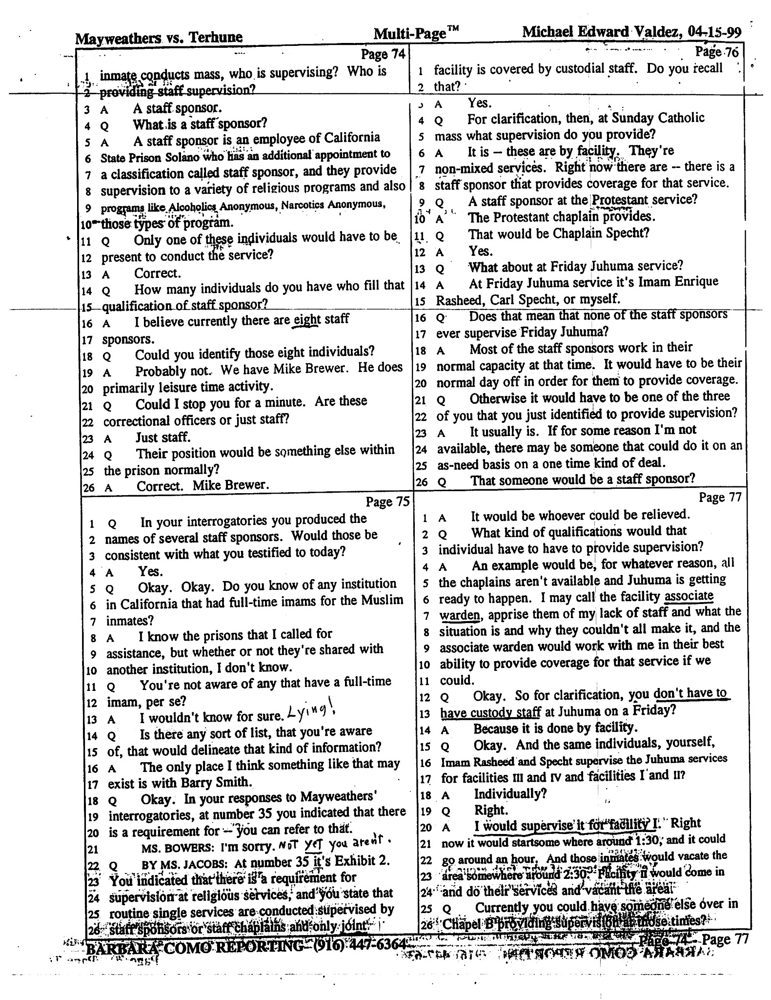 Mayweathers vs. Terhune Multi-Page™ Michael Edward Valdez, 04-15-99
Page 74
1 inmate conducts mass, who is supervising? Who is
2 providing staff supervision?
3 A A staff sponsor.
4 Q What is a staff sponsor?
5 A A staff sponsor is an employee of California
6 State Prison Solano who has an additional appointment to
7 a classification called staff sponsor, and they provide
8 supervision to a variety of religious programs and also
9 programs like Alcoholics Anonymous, Narcotics Anonymous,
10 those types of program.
11 Q Only one of these individuals would have to be
12 present to conduct the service?
13 A Correct.
14 Q How many individuals do you have who fill that
15 qualification of staff sponsor?
16 A I believe currently there are eight staff
17 sponsors.
18 Q Could you identify those eight individuals?
19 A Probably not. We have Mike Brewer. He does
20 primarily leisure time activity.
21 Q Could I stop you for a minute. Are these
22 correctional officers or just staff?
23 A Just staff.
24 Q Their position would be something else within
25 the prison normally?
26 A Correct. Mike Brewer.
Page 75
1 Q In your interrogatories you produced the
2 names of several staff sponsors. Would those be
3 consistent with what you testified to today?
4 A Yes.
5 Q Okay. Okay. Do you know of any institution
6 in California that had full-time imams for the Muslim
7 inmates?
8 A I know the prisons that I called for
9 assistance, but whether or not they're shared with
10 another institution, I don't know.
11 Q You're not aware of any that have a full-time
12 imam, per se?
13 A I wouldn't know for sure. Lying!
14 Q Is there any sort of list, that you're aware
15 of, that would delineate that kind of information?
16 A The only place I think something like that may
17 exist is with Barry Smith.
18 Q Okay. In your responses to Mayweathers'
19 interrogatories, at number 35 you indicated that there
20 is a requirement for -- you can refer to that.
21 MS. BOWERS: I'm sorry. NOT YET you aren't.
22 Q BY MS. JACOBS: At number 35 it's Exhibit 2.
23 You indicated that there is a requirement for
24 supervision at religious services, and you state that
25 routine single services are conducted supervised by
26 staff sponsors or staff chaplains and only joint
Page 76
1 facility is covered by custodial staff. Do you recall
2 that?
3 A Yes.
4 Q For clarification, then, at Sunday Catholic
5 mass what supervision do you provide?
6 A It is -- these are by facility. They're
7 non-mixed services. Right now there are -- there is a
8 staff sponsor that provides coverage for that service.
9 Q A staff sponsor at the Protestant service?
10 A The Protestant chaplain provides.
11 Q That would be Chaplain Specht?
12 A Yes.
13 Q What about at Friday Juhuma service?
14 A At Friday Juhuma service it's Imam Enrique
15 Rasheed, Carl Specht, or myself.
16 Q Does that mean that none of the staff sponsors
17 ever supervise Friday Juhuma?
18 A Most of the staff sponsors work in their
19 normal capacity at that time. It would have to be their
20 normal day off in order for them to provide coverage.
21 Q Otherwise it would have to be one of the three
22 of you that you just identified to provide supervision?
23 A It usually is. If for some reason I'm not
24 available, there may be someone that could do it on an
25 as-need basis on a one time kind of deal.
26 Q That someone would be a staff sponsor?
Page 77
1 A It would be whoever could be relieved.
2 Q What kind of qualifications would that
3 individual have to have to provide supervision?
4 A An example would be, for whatever reason, all
5 the chaplains aren't available and Juhuma is getting
6 ready to happen. I may call the facility associate
7 warden, apprise them of my lack of staff and what the
8 situation is and why they couldn't all make it, and the
9 associate warden would work with me in their best
10 ability to provide coverage for that service if we
11 could.
12 Q Okay. So for clarification, you don't have to
13 have custody staff at Juhuma on a Friday?
14 A Because it is done by facility.
15 Q Okay. And the same individuals, yourself,
16 Imam Rasheed and Specht supervise the Juhuma services
17 for facilities III and IV and facilities I and II?
18 A Individually?
19 Q Right.
20 A I would supervise it for facility I. Right
21 now it would startsome where around 1:30, and it could
22 go around an hour. And those inmates would vacate the
23 area somewhere around 2:30. Facility II would come in
24 and do their services and vacant the area.
25 Q Currently you could have someone else over in
26 Chapel B providing supervision at those times?
BARBARA COMO REPORTING (916) 447-6364 Page 74 - Page 77